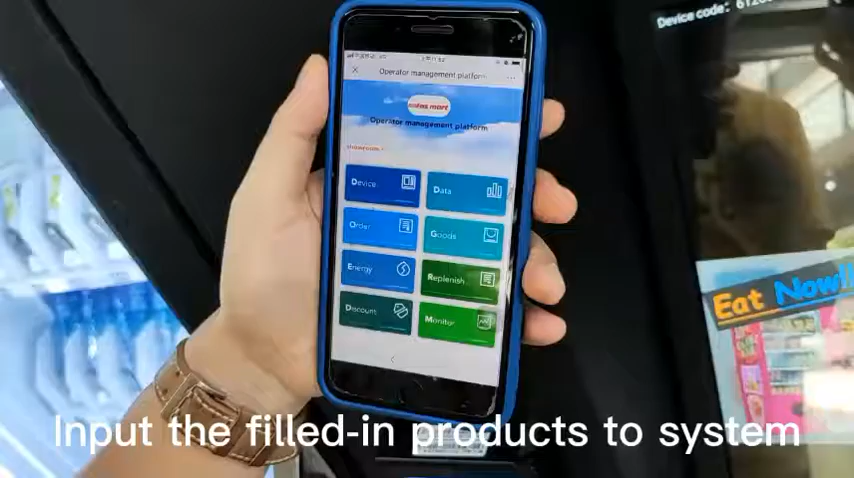 Device code:
Operator management platform
Operator management platform
Device
Data
Order
Goods
Energy
Replenish
Discount
Monitor
Eat Now!!
Input the filled-in products to system